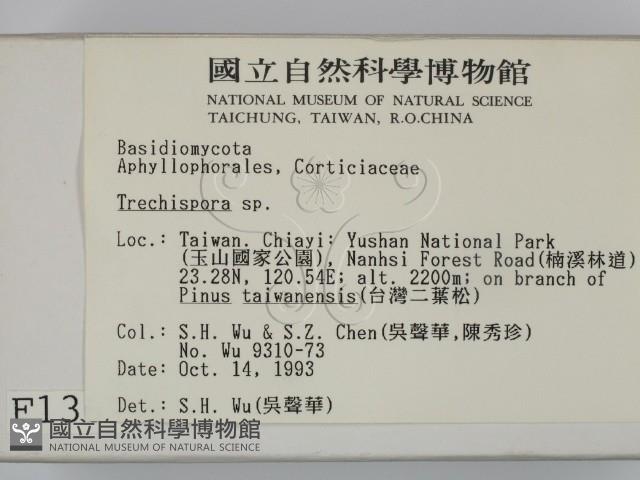 國立自然科學博物館
NATIONAL MUSEUM OF NATURAL SCIENCE
TAICHUNG, TAIWAN, R.O.CHINA
Basidiomycota
Aphyllophorales, Corticiaceae
Trechispora sp.
Loc.: Taiwan. Chiayi: Yushan National Park
(玉山國家公園), Nanhsi Forest Road(楠溪林道)
23.28N, 120.54E; alt. 2200m; on branch of
Pinus taiwanensis(台灣二葉松)
Col.: S.H. Wu & S.Z. Chen(吳聲華,陳秀珍)
No. Wu 9310-73
Date: Oct. 14, 1993
Det.: S.H. Wu(吳聲華)
F13
國立自然科學博物館
NATIONAL MUSEUM OF NATURAL SCIENCE